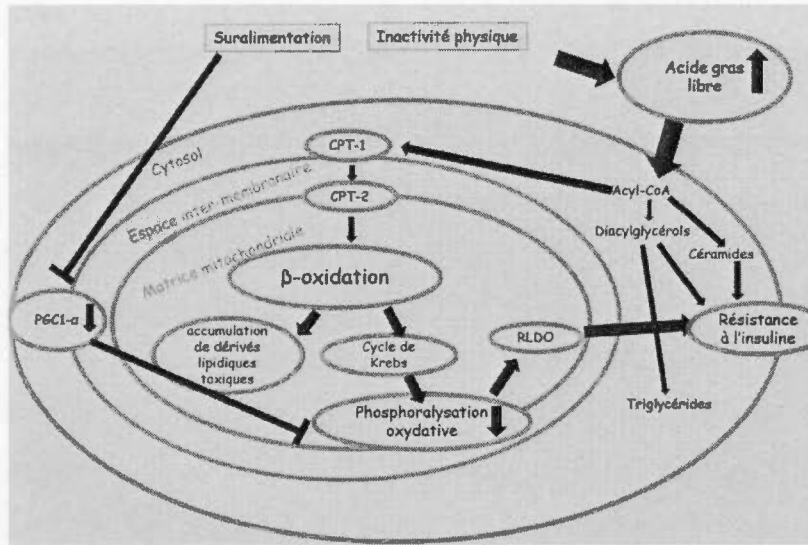 Suralimentation
Inactivité physique
Acide gras
libre
Cytosol
CPT-1
Espace inter-membranaire
CPT-2
Acyl-CoA
Diacylglycérols
Céramides
Matrice mitochondriale
β-oxidation
PGC1-α
accumulation
de dérivés
lipidiques
toxiques
Cycle de
Krebs
RLDO
Résistance
à l'insuline
Phosphoralysation
oxydative
Triglycérides